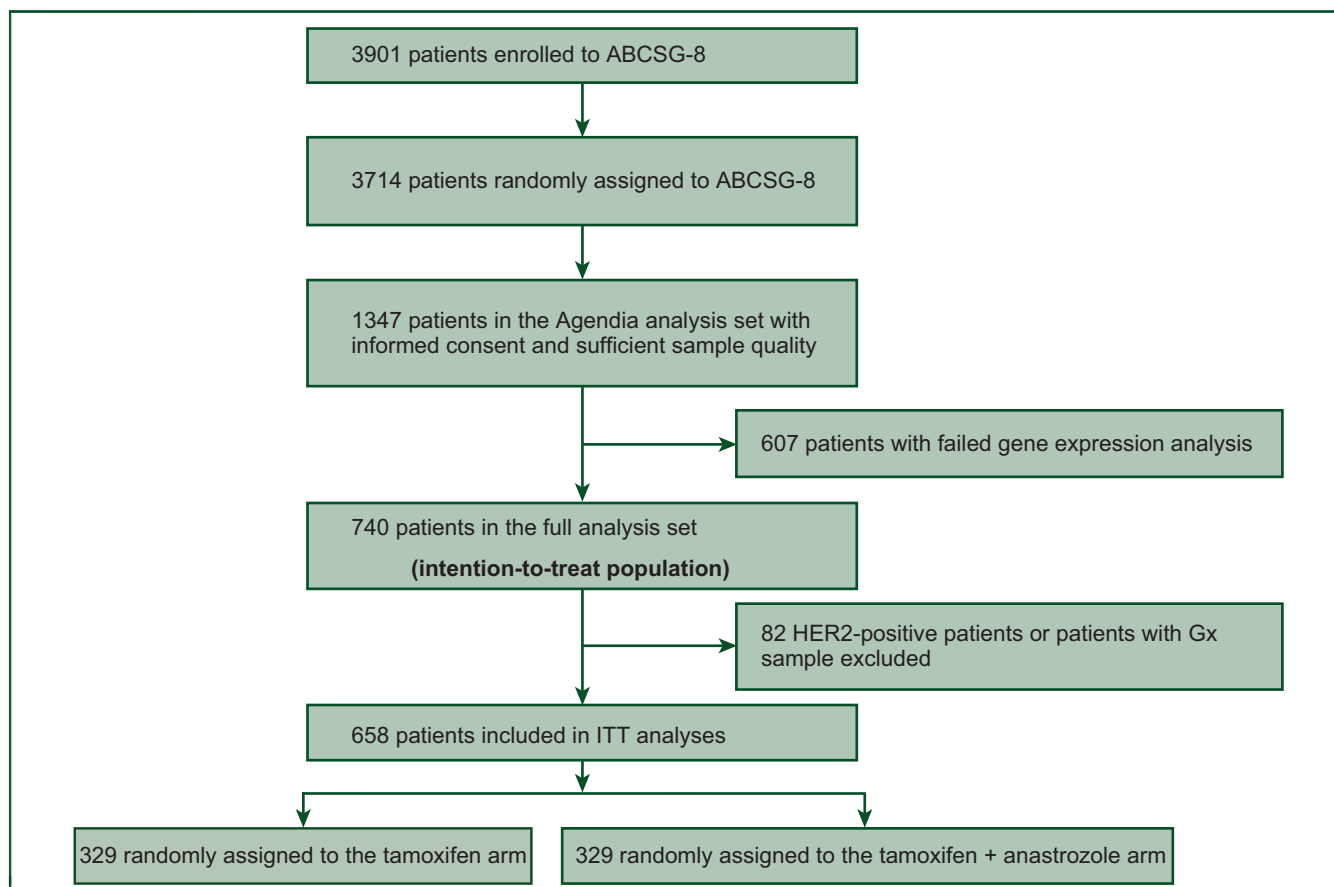 3901 patients enrolled to ABCSG-8
3714 patients randomly assigned to ABCSG-8
1347 patients in the Agendia analysis set with
informed consent and sufficient sample quality
607 patients with failed gene expression analysis
740 patients in the full analysis set
(intention-to-treat population)
82 HER2-positive patients or patients with Gx
sample excluded
658 patients included in ITT analyses
329 randomly assigned to the tamoxifen arm
329 randomly assigned to the tamoxifen + anastrozole arm